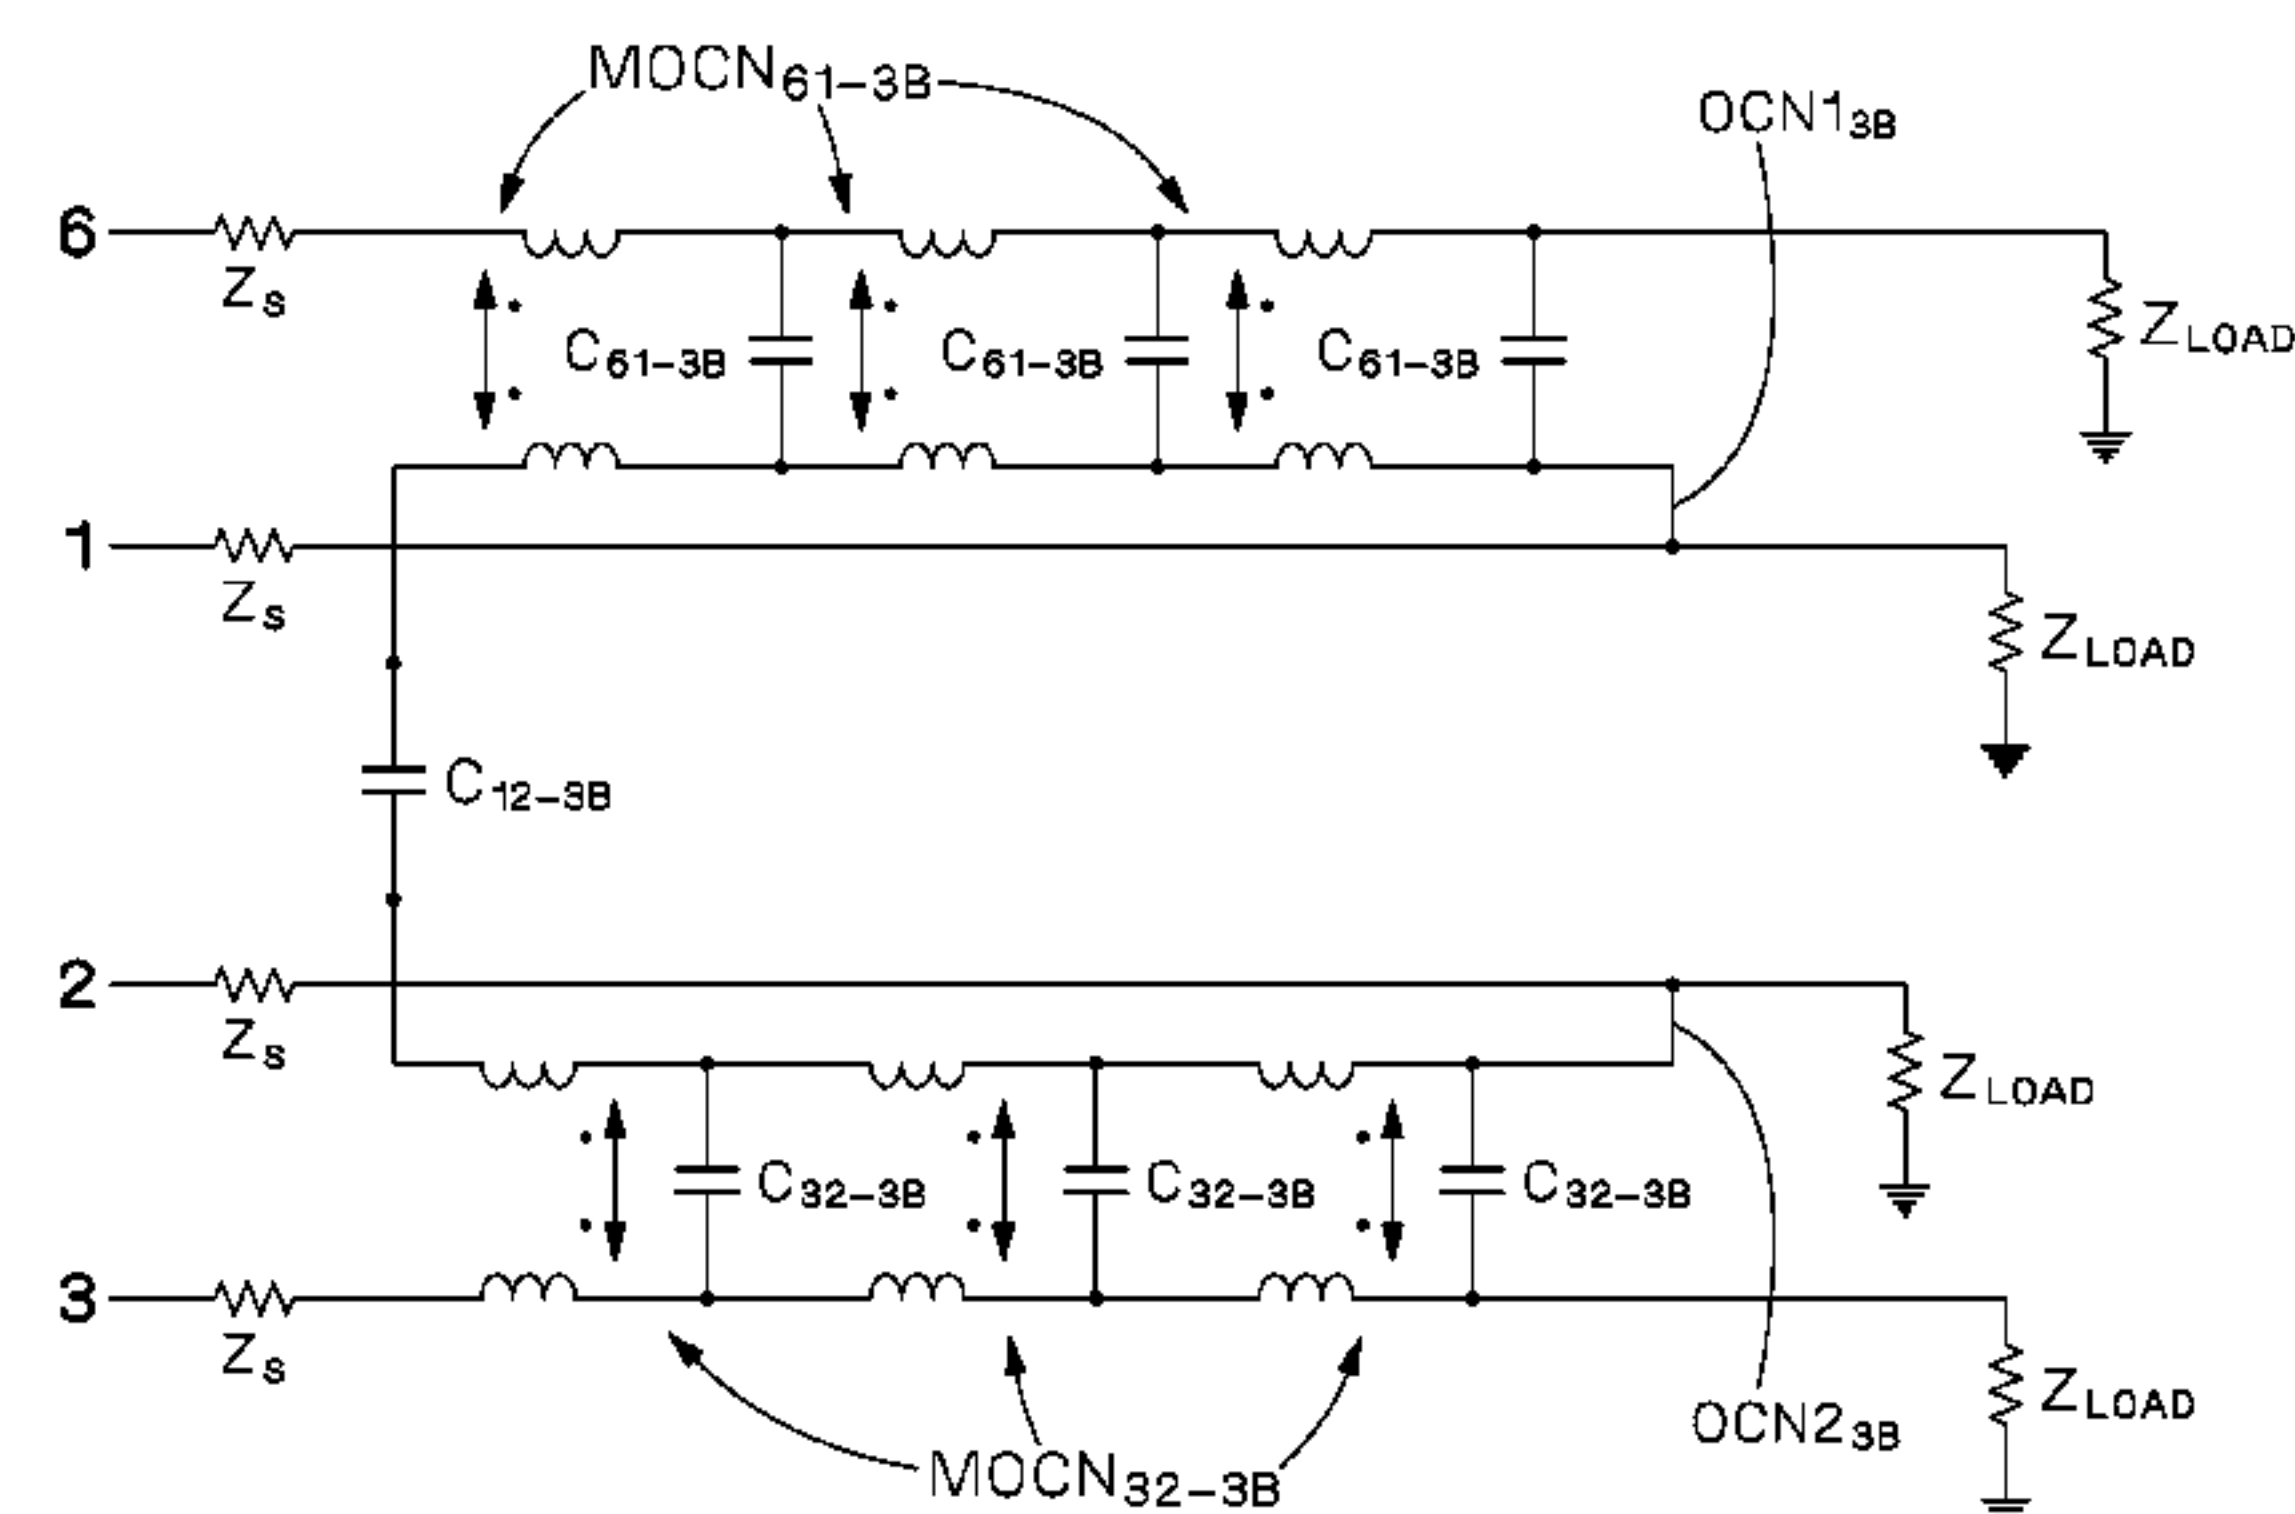 MOCN61-3B
OCN13B
6
ZS
C61-3B
C61-3B
C61-3B
ZLOAD
1
ZS
ZLOAD
C12-3B
2
ZS
ZLOAD
C32-3B
C32-3B
C32-3B
3
ZS
ZLOAD
OCN23B
MOCN32-3B